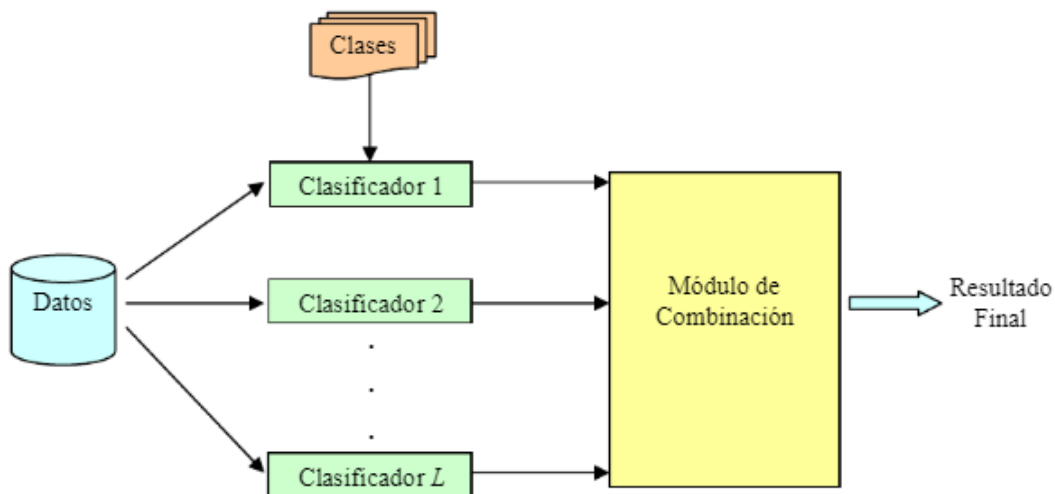 Clases
Clasificador 1
Datos
Clasificador 2
.
.
.
Clasificador L
Módulo de
Combinación
Resultado
Final